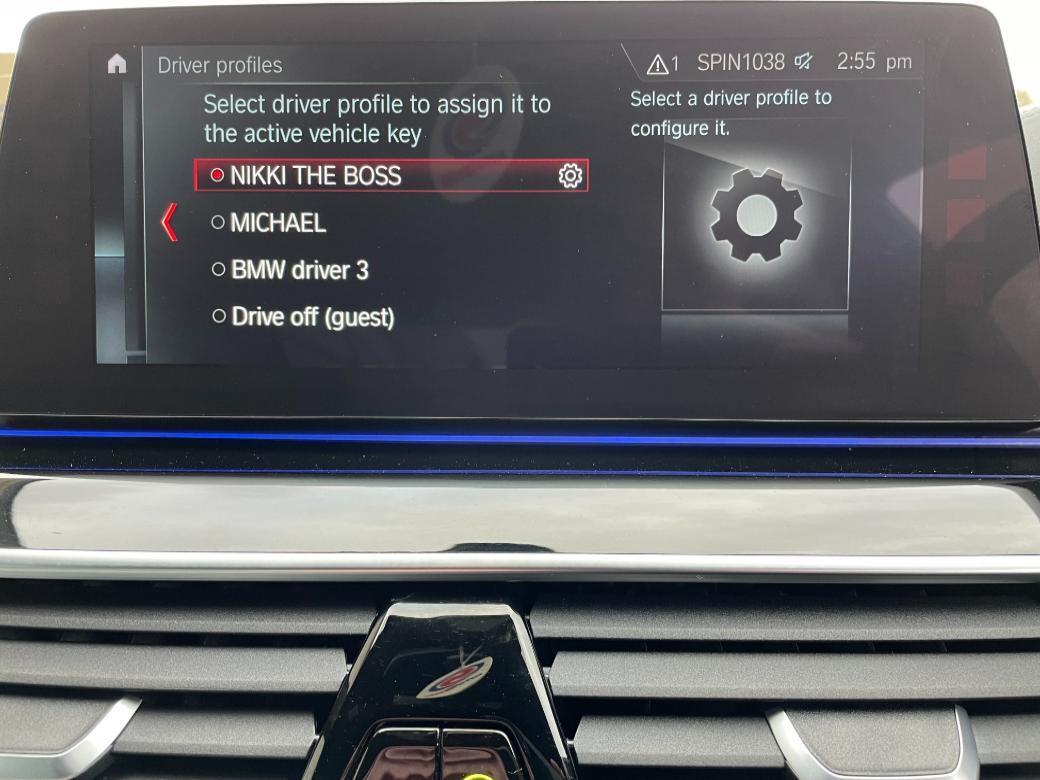 Driver profiles
1 SPIN1038 2:55 pm
Select driver profile to assign it to
the active vehicle key
NIKKI THE BOSS
MICHAEL
BMW driver 3
Drive off (guest)
Select a driver profile to
configure it.